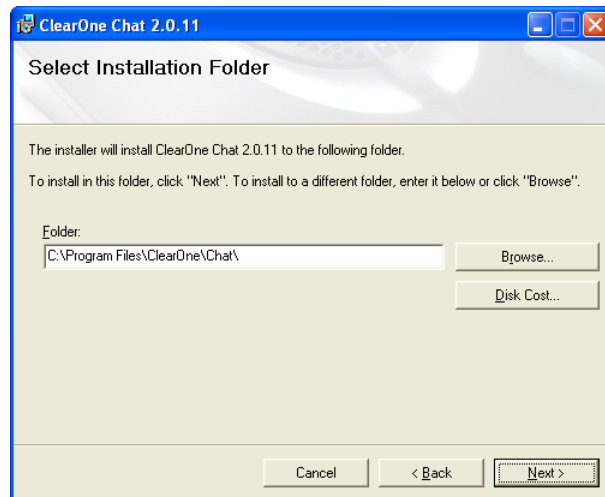 ClearOne Chat 2.0.11
Select Installation Folder
The installer will install ClearOne Chat 2.0.11 to the following folder.
To install in this folder, click "Next". To install to a different folder, enter it below or click "Browse".
Folder:
C:\Program Files\ClearOne\Chat\
Browse...
Disk Cost...
Cancel
< Back
Next >